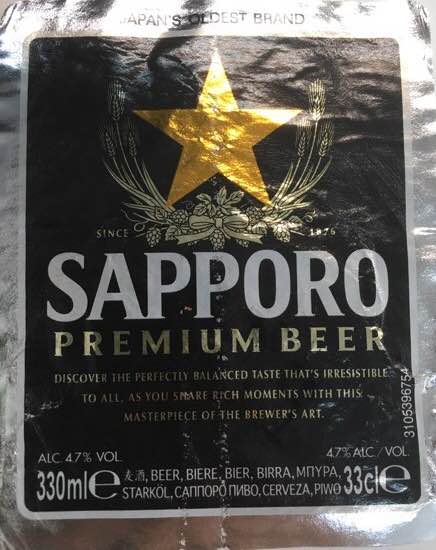 JAPAN'S OLDEST BRAND
SINCE 1876
SAPPORO
PREMIUM BEER
DISCOVER THE PERFECTLY BALANCED TASTE THAT'S IRRESISTIBLE
TO ALL, AS YOU SHARE RICH MOMENTS WITH THIS
MASTERPIECE OF THE BREWER'S ART.
3105396754
ALC. 4.7% VOL.
4.7% ALC./VOL.
330ml℮ 麦酒, BEER, BIERE, BIER, BIRRA, ΜΠΥΡΑ, 33cl℮
STARKÖL, САППОРО ПИВО, CERVEZA, PIWO